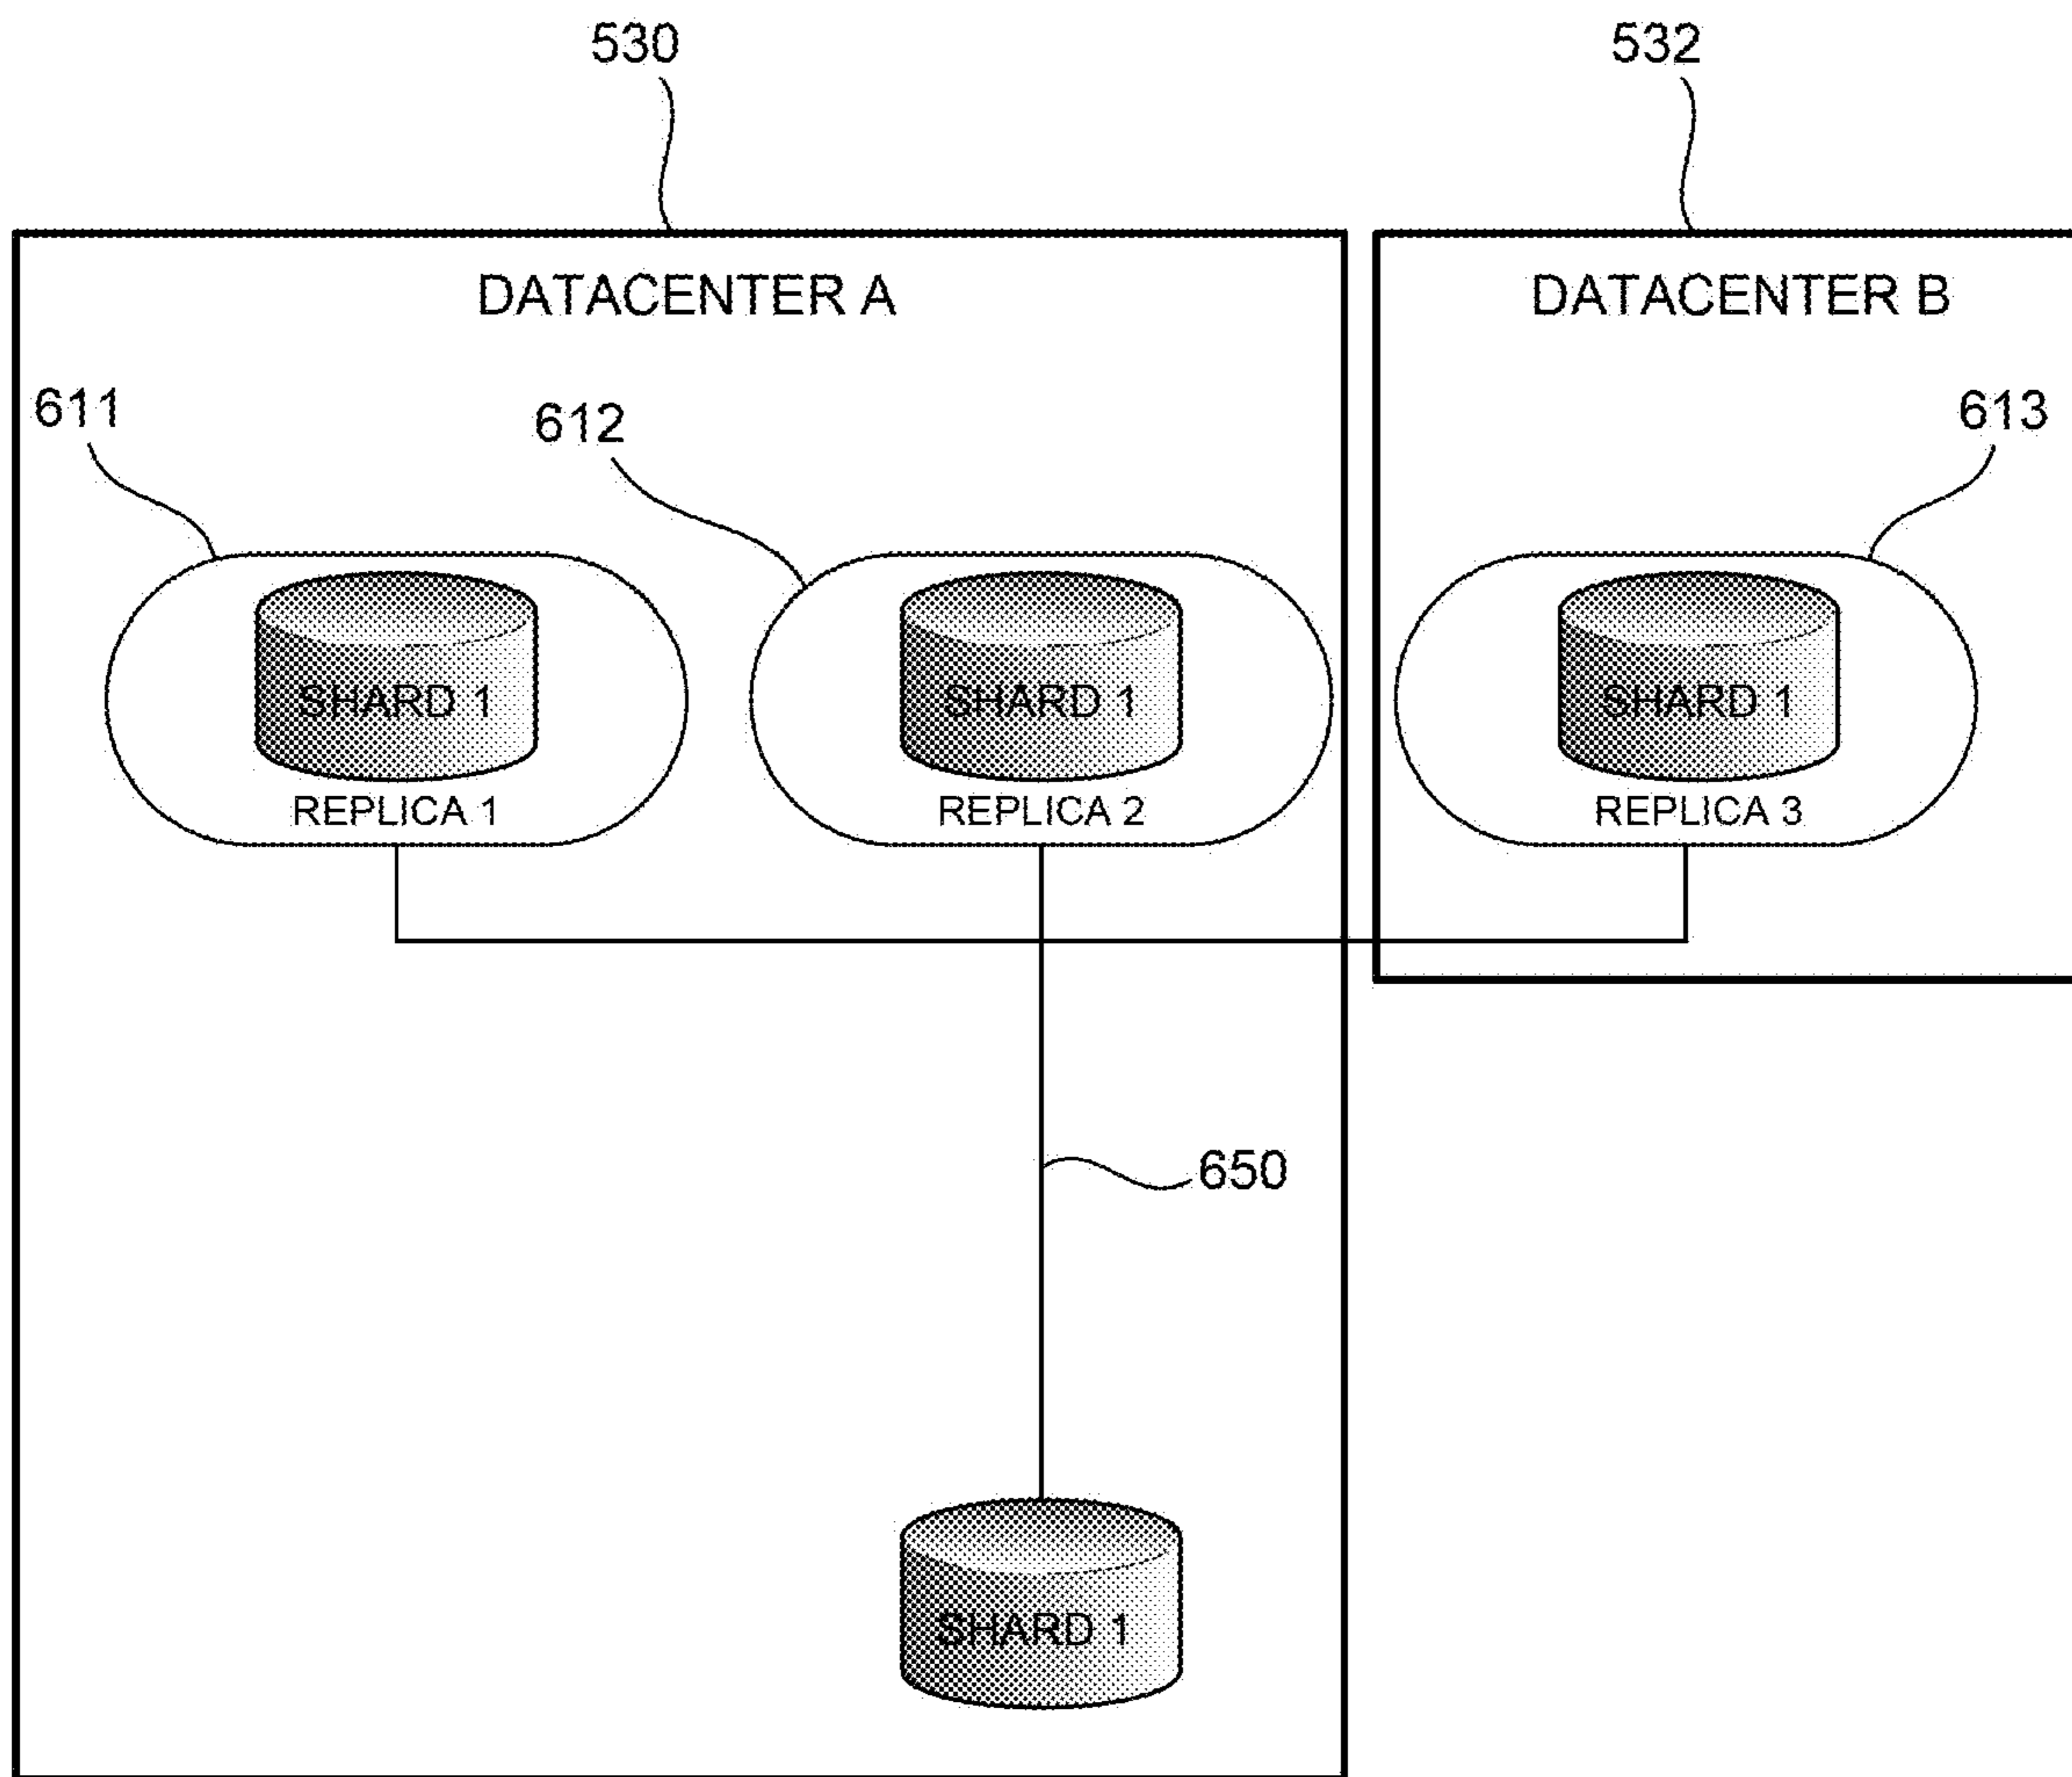 530
532
DATACENTER A
DATACENTER B
611
612
613
SHARD 1
SHARD 1
SHARD 1
REPLICA 1
REPLICA 2
REPLICA 3
650
SHARD 1